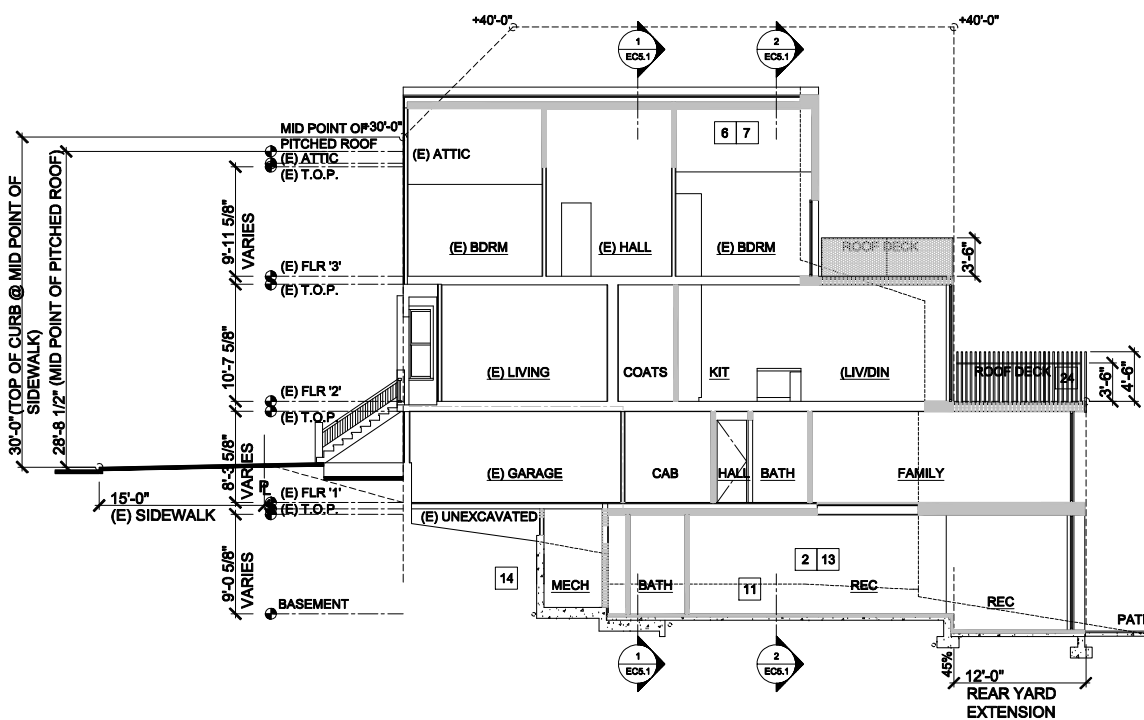 +40'-0"
+40'-0"
1
EC5.1
2
EC5.1
MID POINT OF
PITCHED ROOF
+30'-0"
(E) ATTIC
(E) T.O.P.
(E) ATTIC
6 7
30'-0" (TOP OF CURB @ MID POINT OF
SIDEWALK)
28'-8 1/2" (MID POINT OF PITCHED ROOF)
9'-11 5/8"
VARIES
(E) BDRM
(E) HALL
(E) BDRM
ROOF DECK
3'-6"
(E) FLR '3'
(E) T.O.P.
10'-7 5/8"
(E) LIVING
COATS
KIT
(LIV/DIN
ROOF DECK
24
3'-6"
4'-6"
(E) FLR '2'
(E) T.O.P.
8'-3 5/8"
VARIES
(E) GARAGE
CAB
HALL
BATH
FAMILY
PL
15'-0"
(E) SIDEWALK
(E) FLR '1'
(E) T.O.P.
(E) UNEXCAVATED
9'-0 5/8"
VARIES
2 13
14
MECH
BATH
11
REC
REC
BASEMENT
PATI
1
EC5.1
2
EC5.1
45%
12'-0"
REAR YARD
EXTENSION